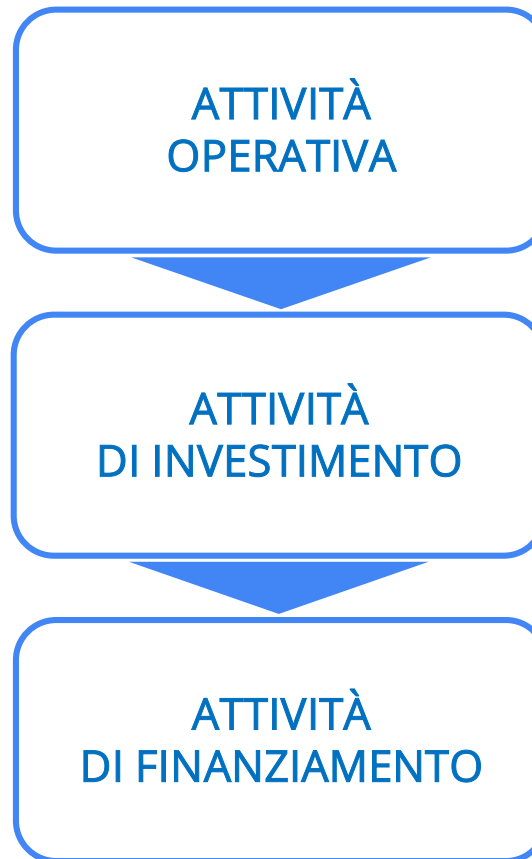 ATTIVITÀ
OPERATIVA
ATTIVITÀ
DI INVESTIMENTO
ATTIVITÀ
DI FINANZIAMENTO